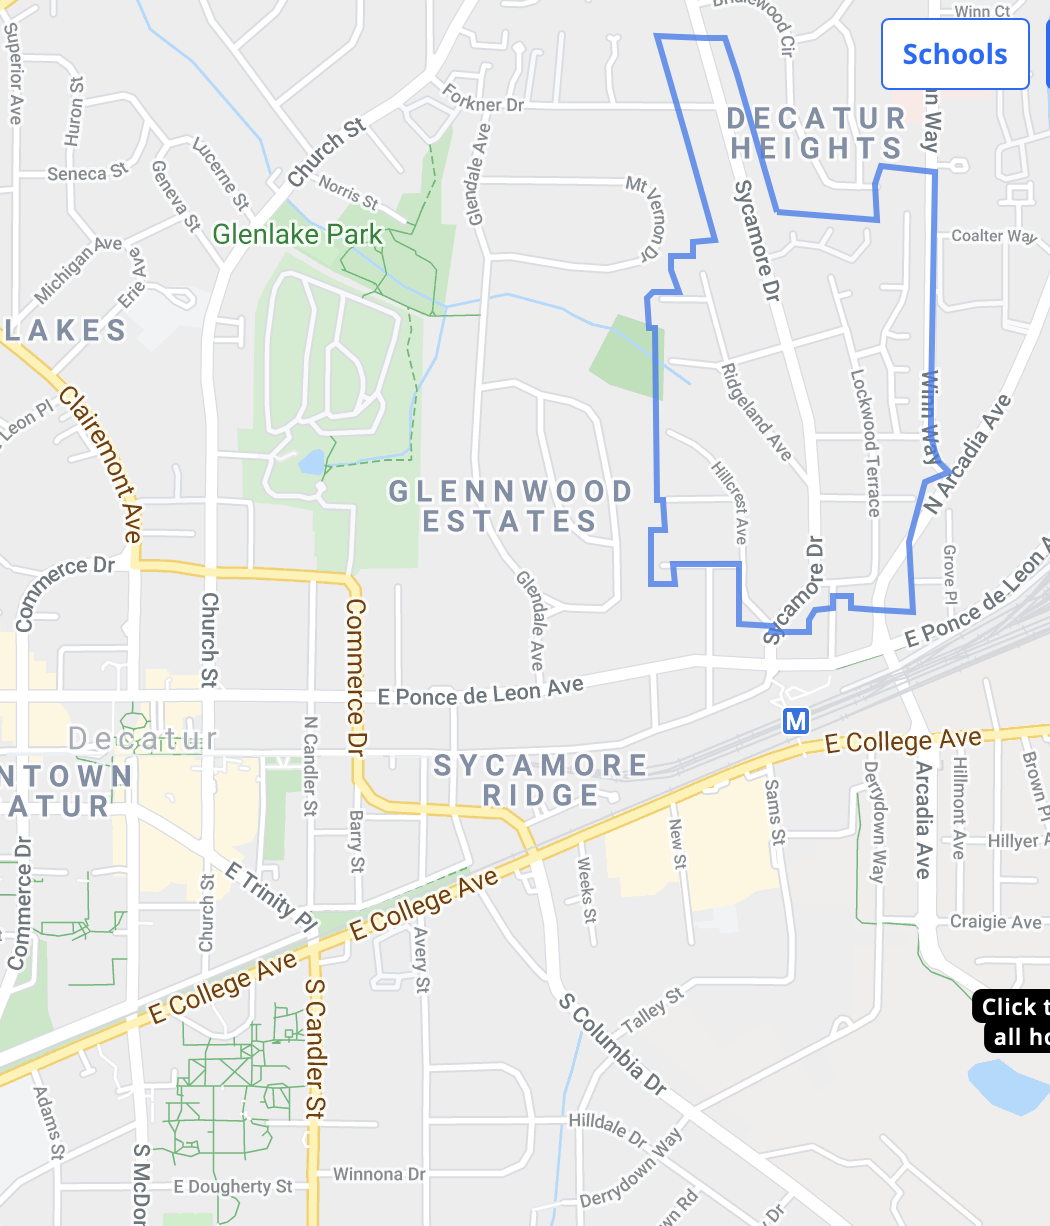 Briarwood Cir
Winn Ct
Schools
Superior Ave
Huron St
Forkner Dr
Winn Way
DECATUR
HEIGHTS
Church St
Seneca St
Lucerne St
Geneva St
Norris St
Glendale Ave
Mt Vernon Dr
Sycamore Dr
Glenlake Park
Coalter Way
Michigan Ave
Erie Ave
LAKES
Clairemont Ave
Leon Pl
Ridgeland Ave
Lockwood Terrace
Winn Way
N Arcadia Ave
GLENNWOOD
ESTATES
Hillcrest Ave
Commerce Dr
Church St
Commerce Dr
Glendale Ave
Sycamore Dr
Grove Pl
E Ponce de Leon A
E Ponce de Leon Ave
Decatur
N Candler St
M
E College Ave
NTOWN
ATUR
SYCAMORE
RIDGE
Derrydown Way
Arcadia Ave
Hillmont Ave
Brown Pl
Sams St
New St
Barry St
Hillyer A
Commerce Dr
E Trinity Pl
Church St
E College Ave
Weeks St
Avery St
Craigie Ave
E College Ave
S Candler St
S Columbia Dr
Talley St
Click t
all ho
Adams St
Hilldale Dr
Derrydown Way
S McDon
Winnona Dr
E Dougherty St
wn Rd
y Dr